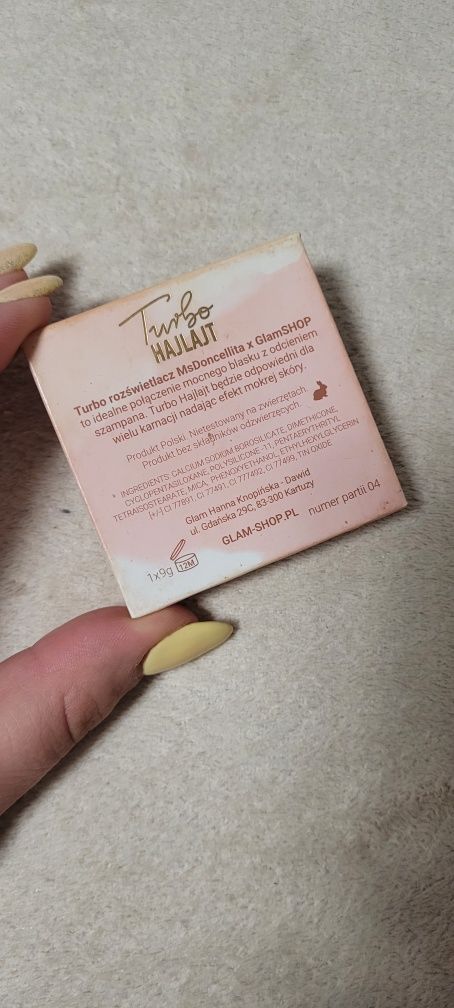 Turbo
HAJLAJT
Turbo rozświetlacz MsDoncellita x GlamSHOP
to idealne połączenie mocnego blasku z odcieniem
szampana. Turbo Hajlajt będzie odpowiedni dla
wielu karnacji nadając efekt mokrej skóry.
Produkt Polski. Nietestowany na zwierzętach.
Produkt bez składników odzwierzęcych.
INGREDIENTS: CALCIUM SODIUM BOROSILICATE, DIMETHICONE,
CYCLOPENTASILOXANE, POLYSILICONE-11, PENTAERYTHRITYL
TETRAISOSTEARATE, MICA, PHENOXYETHANOL, ETHYLHEXYLGLYCERIN
[+/-] CI 77891, CI 77491, CI 777492, CI 77499, TIN OXIDE
Glam Hanna Knopińska - Dawid
ul. Gdańska 29C, 83-300 Kartuzy
GLAM-SHOP.PL numer partii 04
1x9g 12M